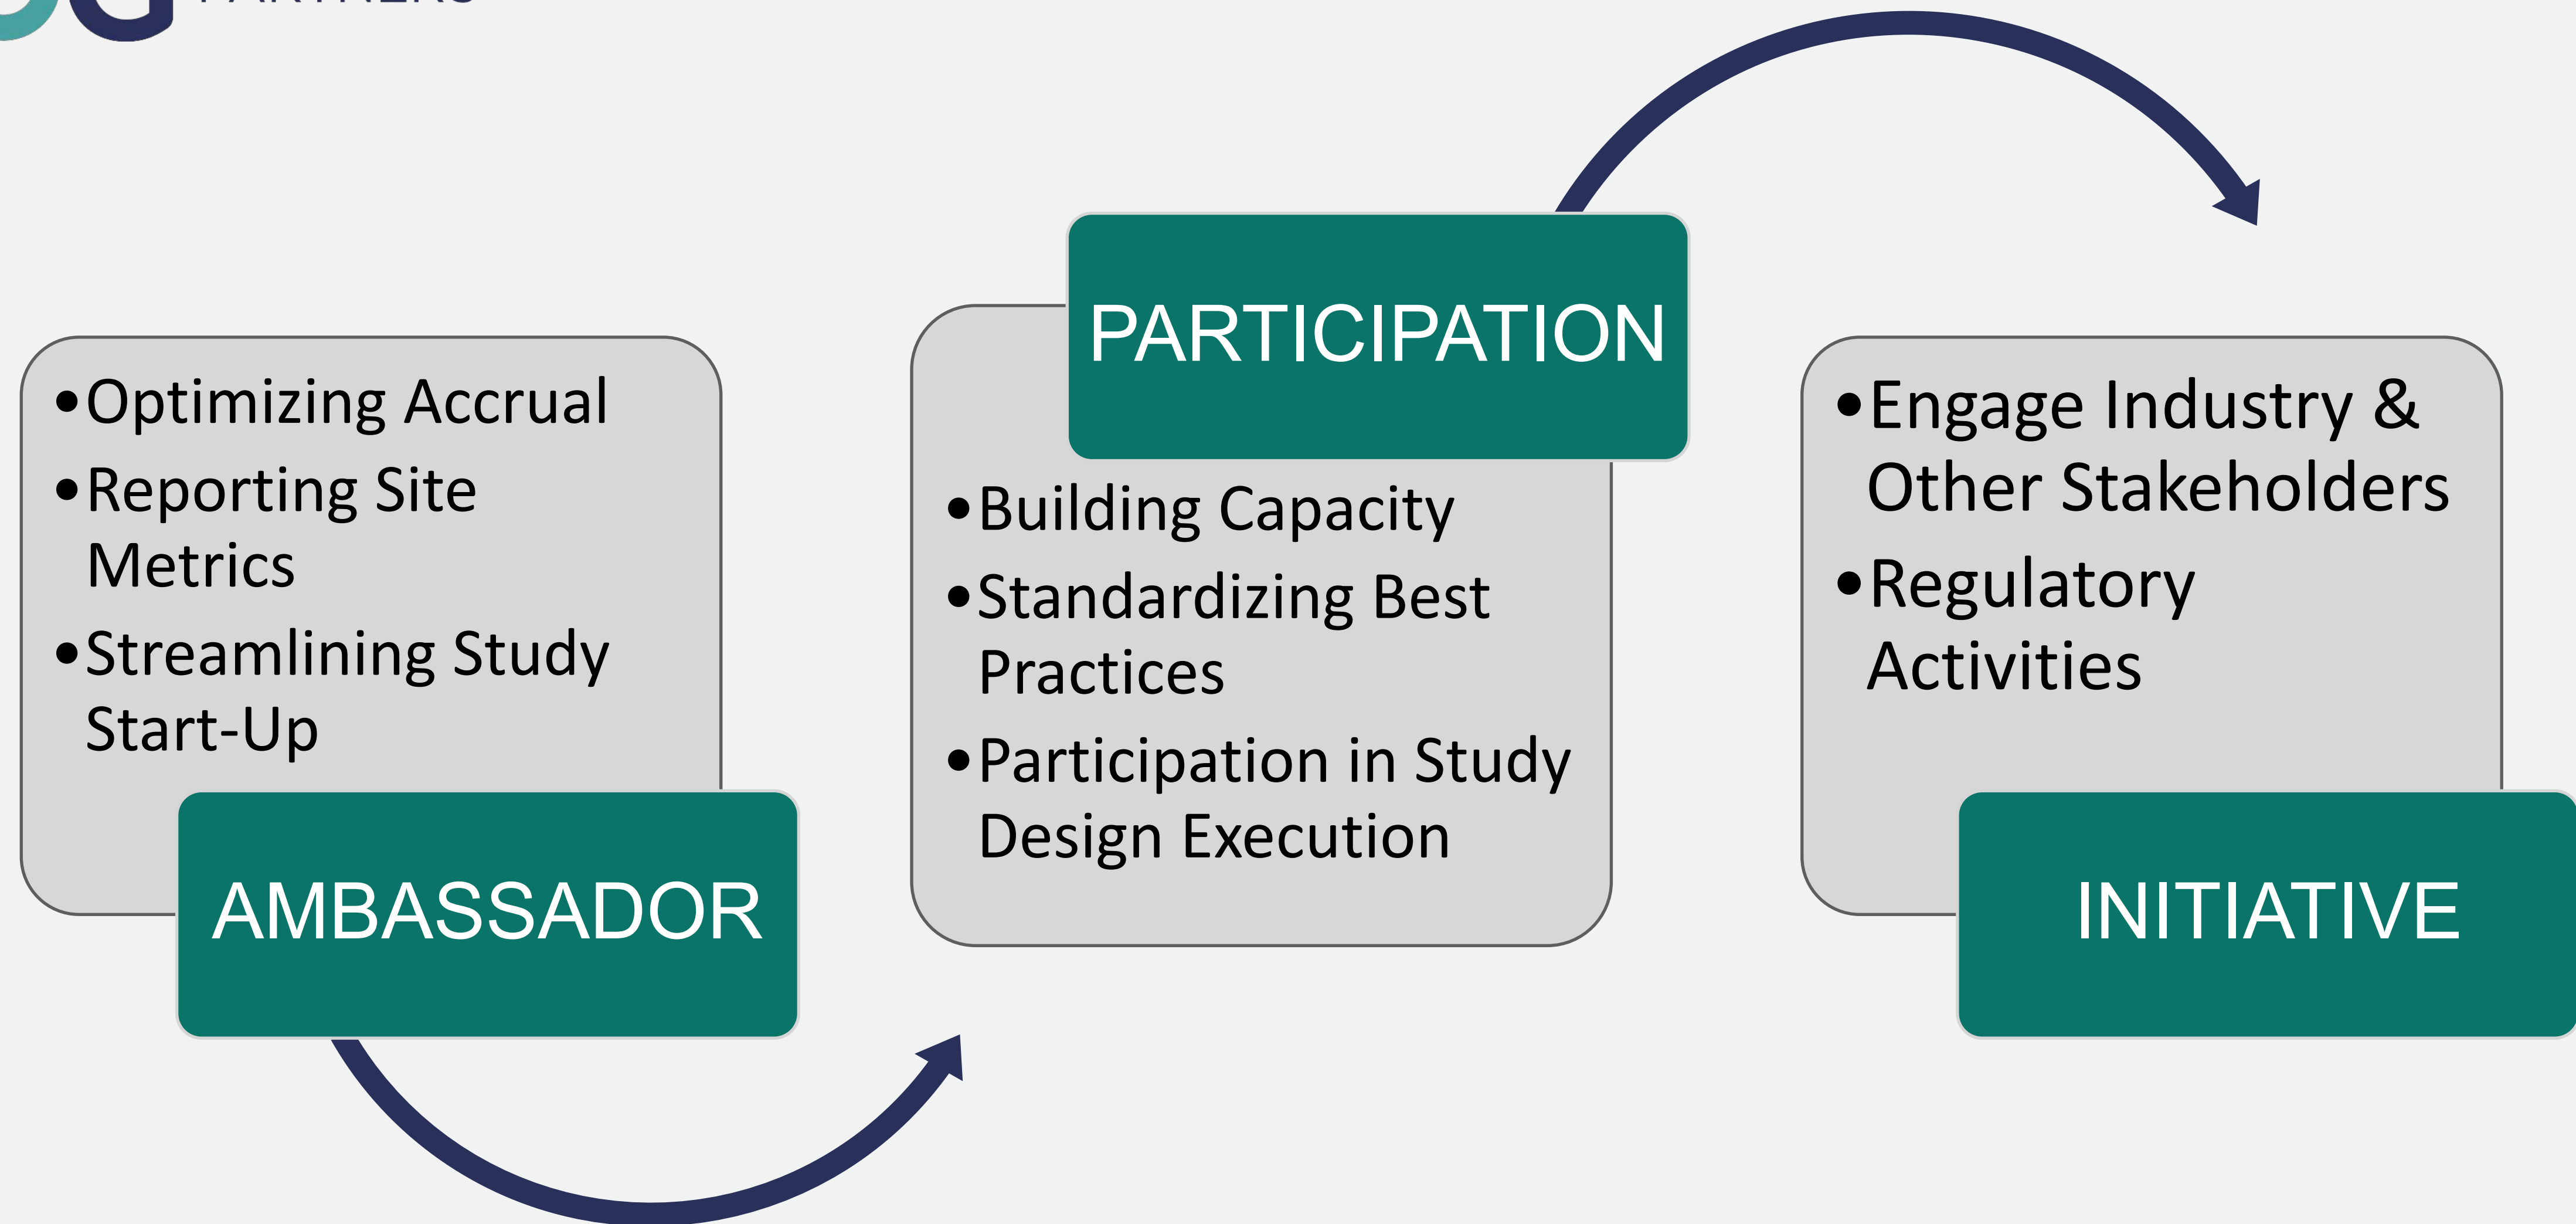 PARTNERS
•Optimizing Accrual
•Reporting Site
Metrics
•Streamlining Study
Start-Up
AMBASSADOR
PARTICIPATION
•Building Capacity
•Standardizing Best
Practices
•Participation in Study
Design Execution
•Engage Industry &
Other Stakeholders
•Regulatory
Activities
INITIATIVE